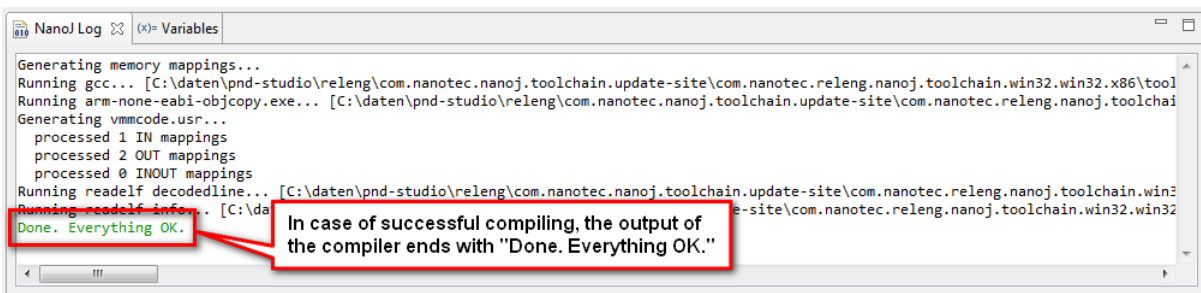 NanoJ Log (x)= Variables
Generating memory mappings...
Running gcc... [C:\daten\pnd-studio\releng\com.nanotec.nanoj.toolchain.update-site\com.nanotec.releng.nanoj.toolchain.win32.win32.x86\tool
Running arm-none-eabi-objcopy.exe... [C:\daten\pnd-studio\releng\com.nanotec.nanoj.toolchain.update-site\com.nanotec.releng.nanoj.toolchai
Generating vmmcode.usr...
processed 1 IN mappings
processed 2 OUT mappings
processed 0 INOUT mappings
Running readelf decodedline... [C:\daten\pnd-studio\releng\com.nanotec.nanoj.toolchain.update-site\com.nanotec.releng.nanoj.toolchain.win3
Running readelf info... [C:\da e-site\com.nanotec.releng.nanoj.toolchain.win32.win32
Done. Everything OK.
In case of successful compiling, the output of
the compiler ends with "Done. Everything OK."